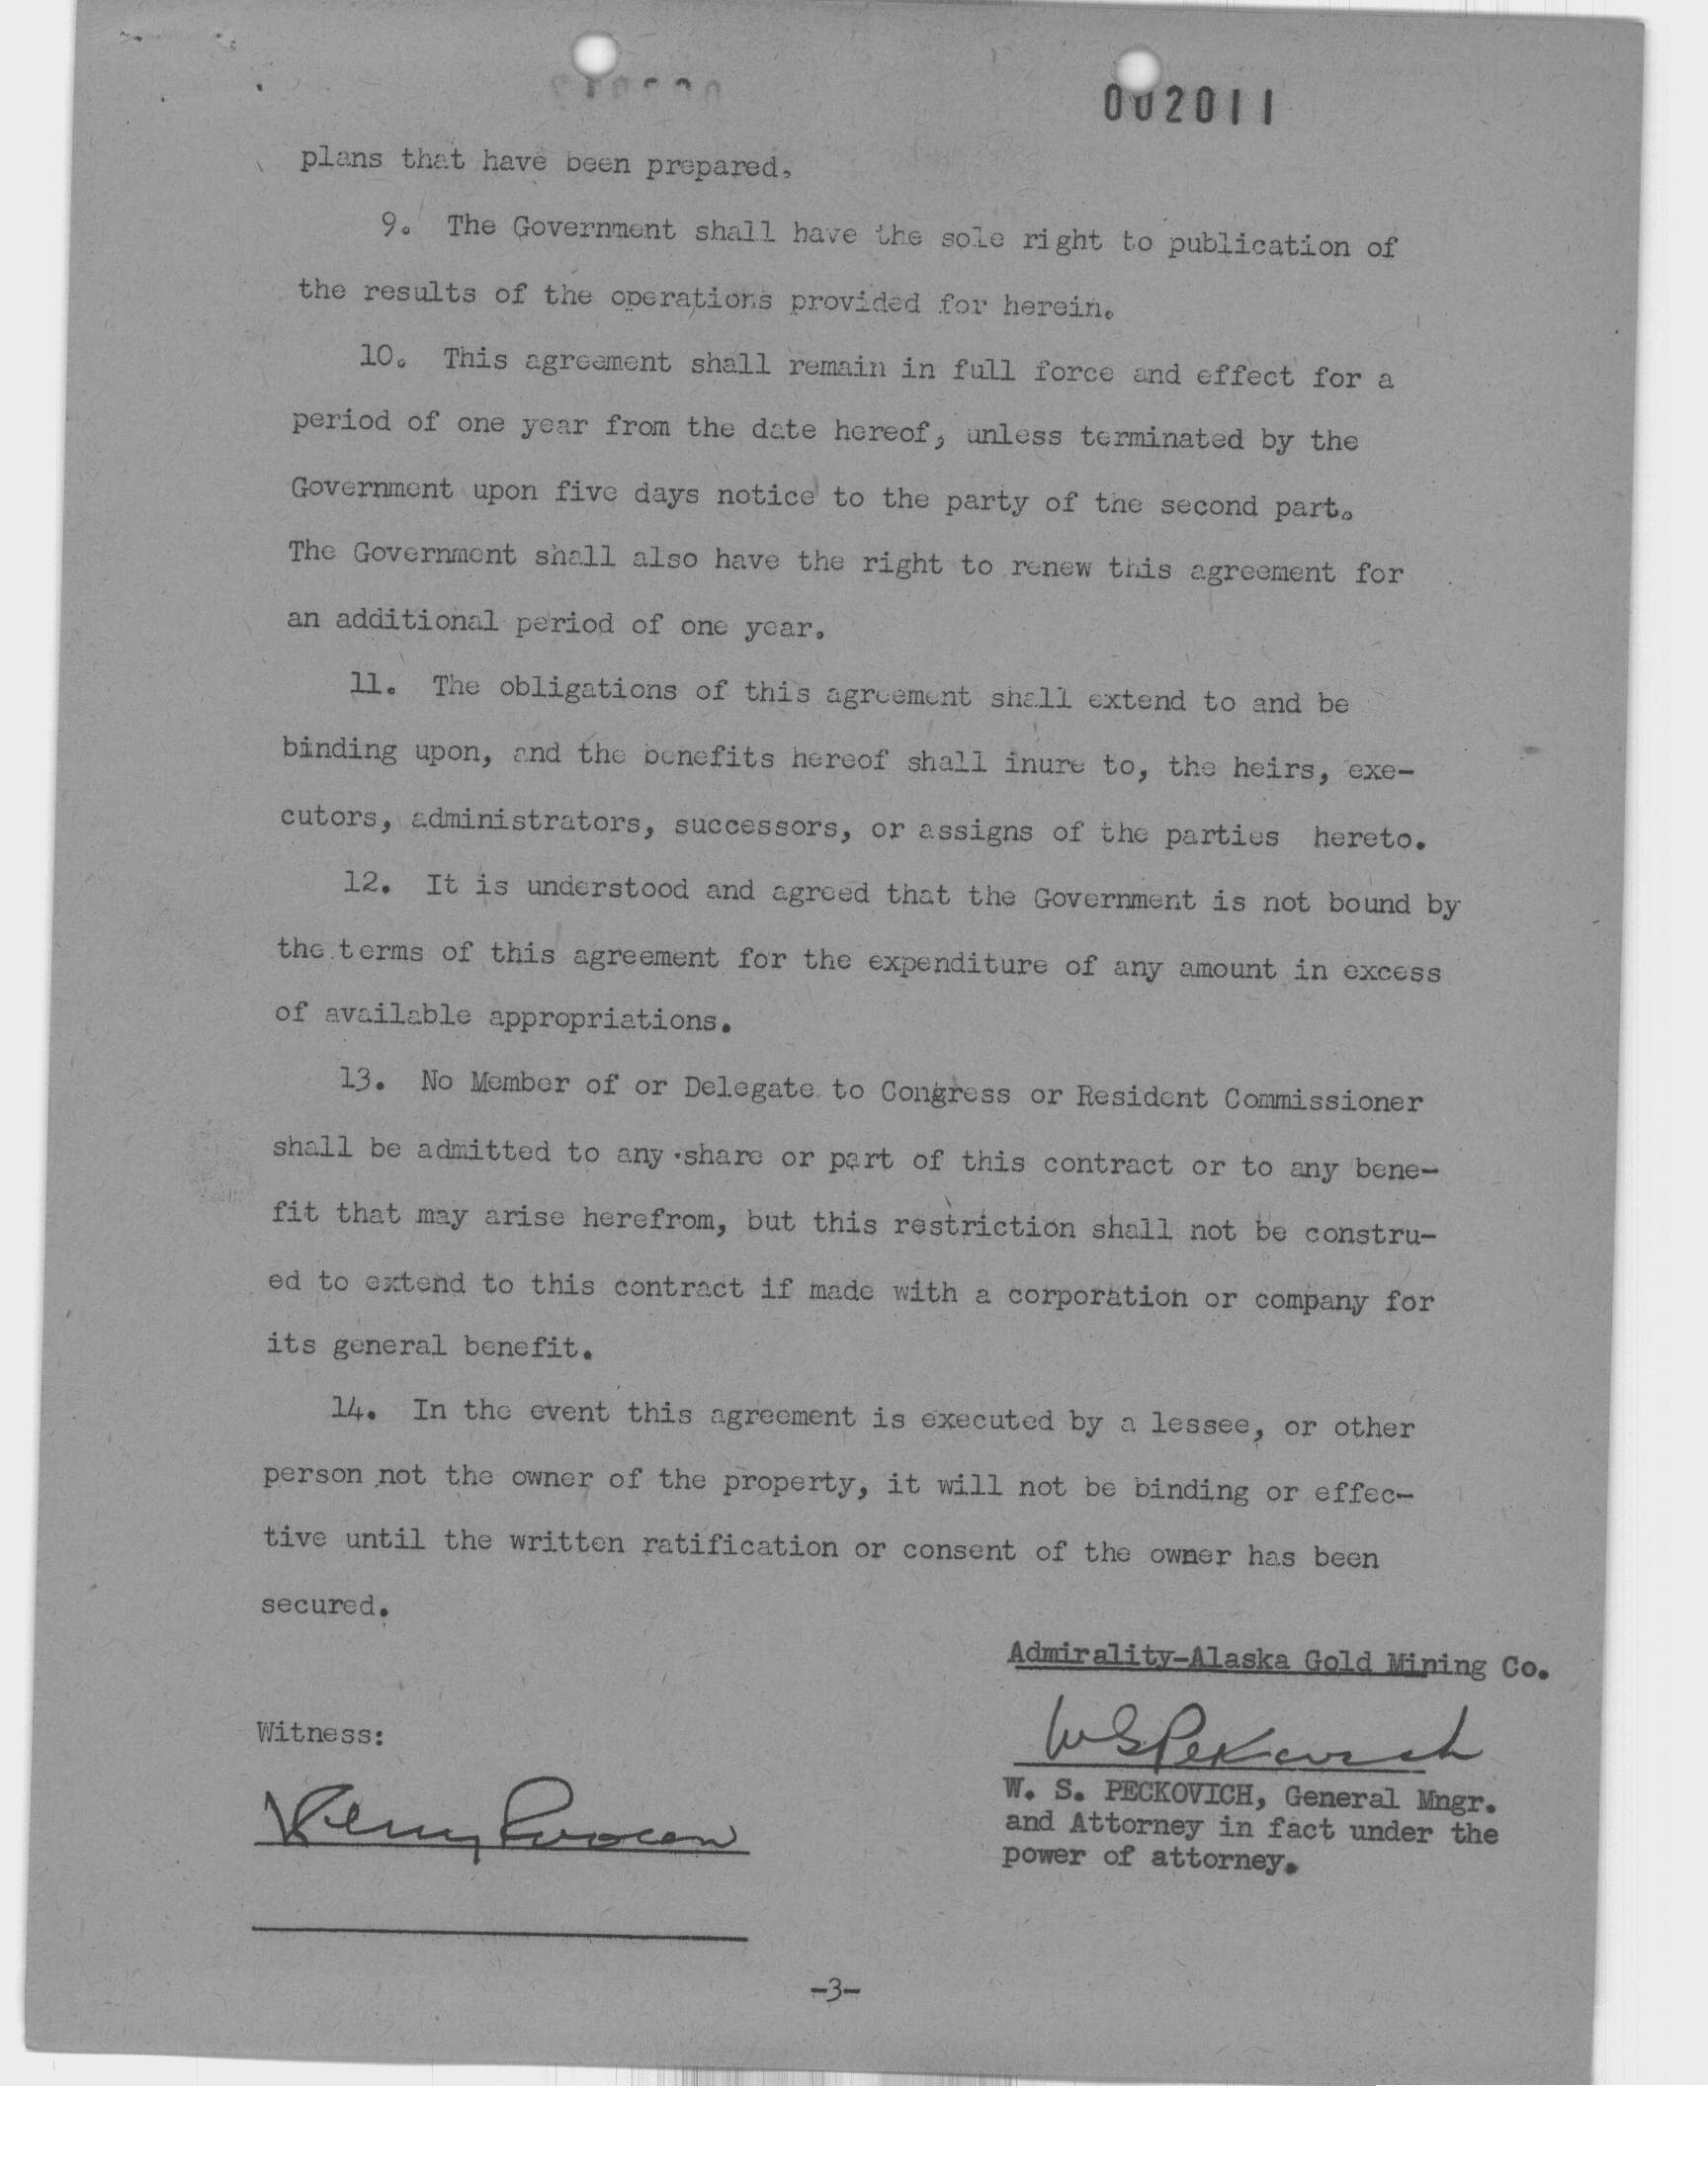 002011
plans that have been prepared.
9. The Government shall have the sole right to publication of
the results of the operations provided for herein.
10. This agreement shall remain in full force and effect for a
period of one year from the date hereof, unless terminated by the
Government upon five days notice to the party of the second part.
The Government shall also have the right to renew this agreement for
an additional period of one year.
11. The obligations of this agreement shall extend to and be
binding upon, and the benefits hereof shall inure to, the heirs, exe-
cutors, administrators, successors, or assigns of the parties hereto.
12. It is understood and agreed that the Government is not bound by
the terms of this agreement for the expenditure of any amount in excess
of available appropriations.
13. No Member of or Delegate to Congress or Resident Commissioner
shall be admitted to any share or part of this contract or to any bene-
fit that may arise herefrom, but this restriction shall not be constru-
ed to extend to this contract if made with a corporation or company for
its general benefit.
14. In the event this agreement is executed by a lessee, or other
person not the owner of the property, it will not be binding or effec-
tive until the written ratification or consent of the owner has been
secured.
Admirality-Alaska Gold Mining Co.
Witness:
W S Pekovich
W. S. PECKOVICH, General Mngr.
and Attorney in fact under the
power of attorney.
-3-